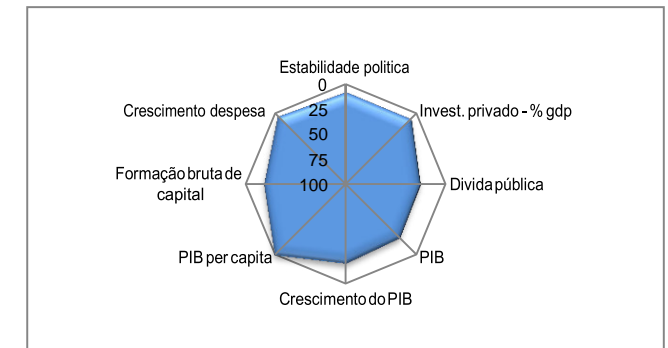 Estabilidade politica
0
Crescimento despesa
25
Invest. privado - % gdp
50
75
Formação bruta de
capital
100
Divida pública
PIB per capita
PIB
Crescimento do PIB